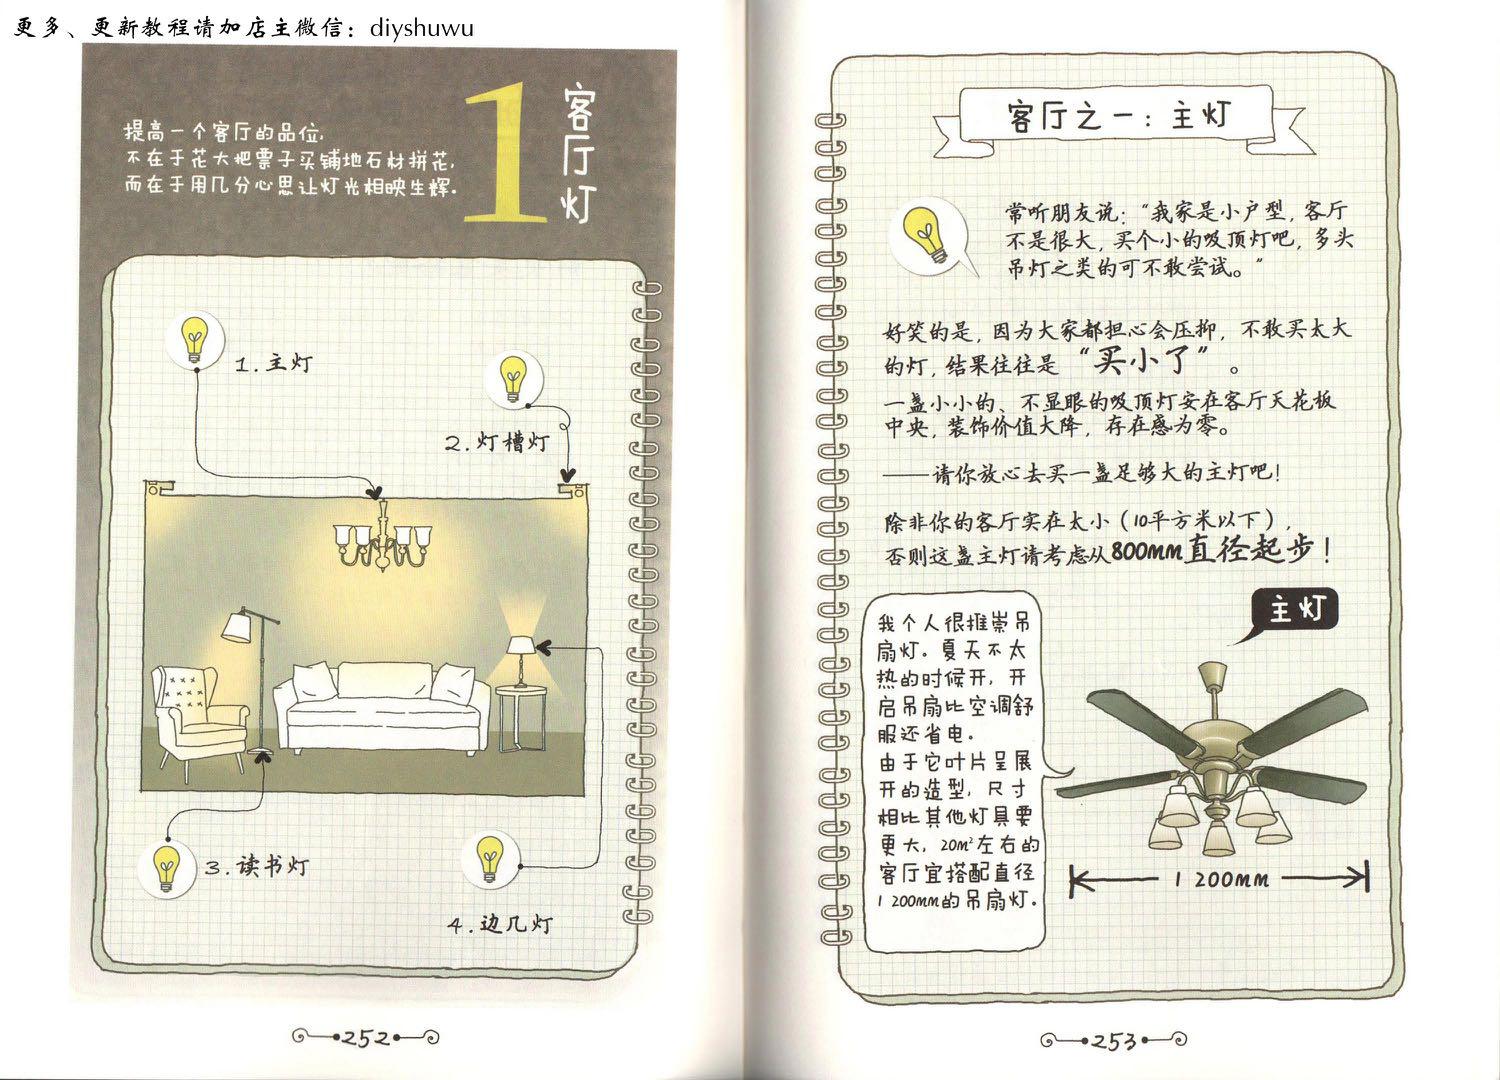 更多、更新教程请加店主微信：diyshuwu
1
客厅灯
提高一个客厅的品位，
不在于花大把票子买铺地石材拼花，
而在于用几分心思让灯光相映生辉。
1.主灯
2.灯槽灯
3.读书灯
4.边几灯
252
客厅之一：主灯
常听朋友说：“我家是小户型，客厅
不是很大，买个小的吸顶灯吧，多头
吊灯之类的可不敢尝试。”
好笑的是，因为大家都担心会压抑，不敢买太大
的灯，结果往往是“买小了”。
一盏小小的、不显眼的吸顶灯安在客厅天花板
中央，装饰价值大降，存在感为零。
——请你放心去买一盏足够大的主灯吧！
除非你的客厅实在太小（10平方米以下），
否则这盏主灯请考虑从800mm直径起步！
我个人很推崇吊
扇灯。夏天不太
热的时候开，开
启吊扇比空调舒
服还省电。
由于它叶片呈展
开的造型，尺寸
相比其他灯具要
更大，20m²左右的
客厅宜搭配直径
1 200mm的吊扇灯。
主灯
1 200mm
253